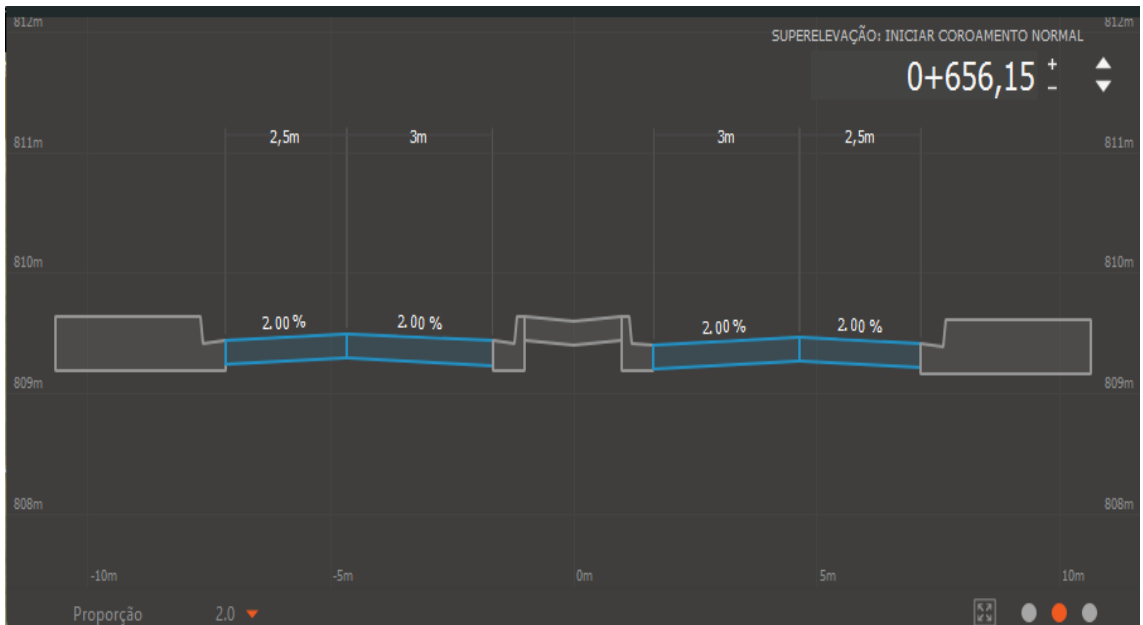 812m 812m
SUPERELEVAÇÃO: INICIAR COROAMENTO NORMAL
0+656,15 + −
2,5m 3m 3m 2,5m
811m 811m
810m 810m
2.00 % 2.00 % 2.00 % 2.00 %
809m 809m
808m 808m
-10m -5m 0m 5m 10m
Proporção 2.0